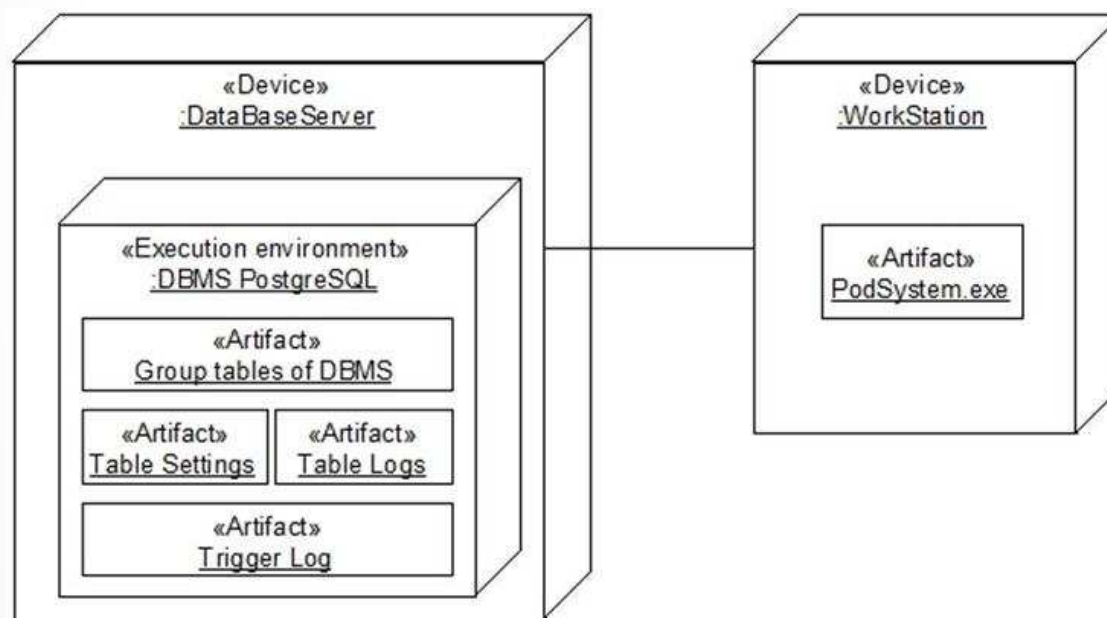 «Device»
:DataBaseServer
«Execution environment»
:DBMS PostgreSQL
«Artifact»
Group tables of DBMS
«Artifact»
Table Settings
«Artifact»
Table Logs
«Artifact»
Trigger Log
«Device»
:WorkStation
«Artifact»
PodSystem.exe